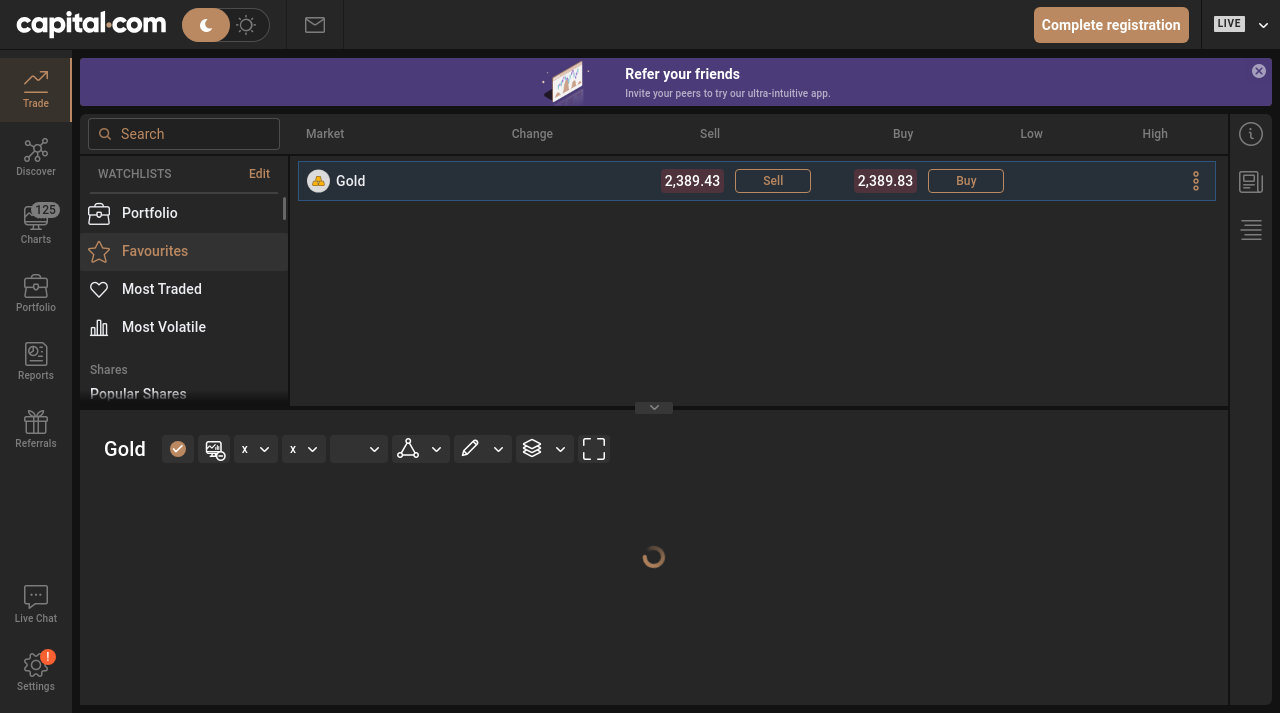 capital.com
Complete registration
LIVE
Refer your friends
Invite your peers to try our ultra-intuitive app.
Trade
Discover
125
Charts
Portfolio
Reports
Referrals
Live Chat
!
Settings
Search
WATCHLISTS
Edit
Portfolio
Favourites
Most Traded
Most Volatile
Shares
Popular Shares
Market Change Sell Buy Low High
Gold 2,389.43 Sell 2,389.83 Buy
Gold
x
x